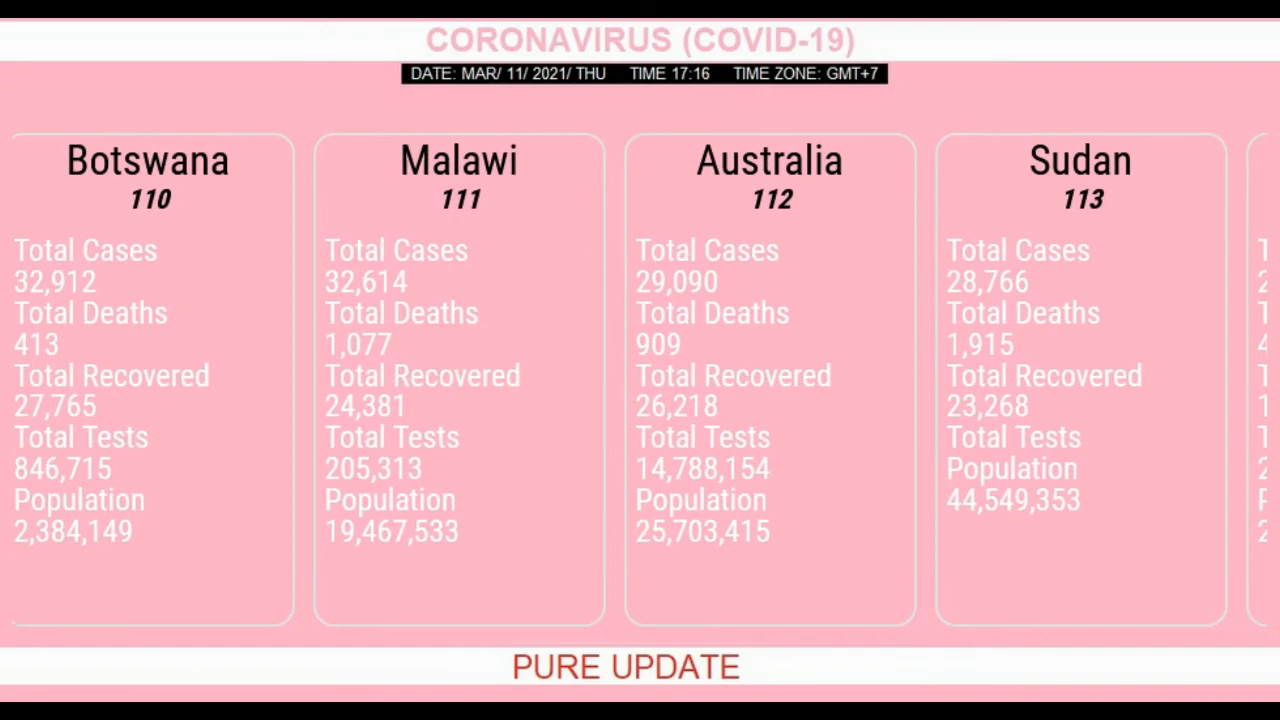 CORONAVIRUS (COVID-19)
DATE: MAR/ 11/ 2021/ THU TIME 17:16 TIME ZONE: GMT+7
Botswana
110
Total Cases
32,912
Total Deaths
413
Total Recovered
27,765
Total Tests
846,715
Population
2,384,149
Malawi
111
Total Cases
32,614
Total Deaths
1,077
Total Recovered
24,381
Total Tests
205,313
Population
19,467,533
Australia
112
Total Cases
29,090
Total Deaths
909
Total Recovered
26,218
Total Tests
14,788,154
Population
25,703,415
Sudan
113
Total Cases
28,766
Total Deaths
1,915
Total Recovered
23,268
Total Tests
Population
44,549,353
PURE UPDATE